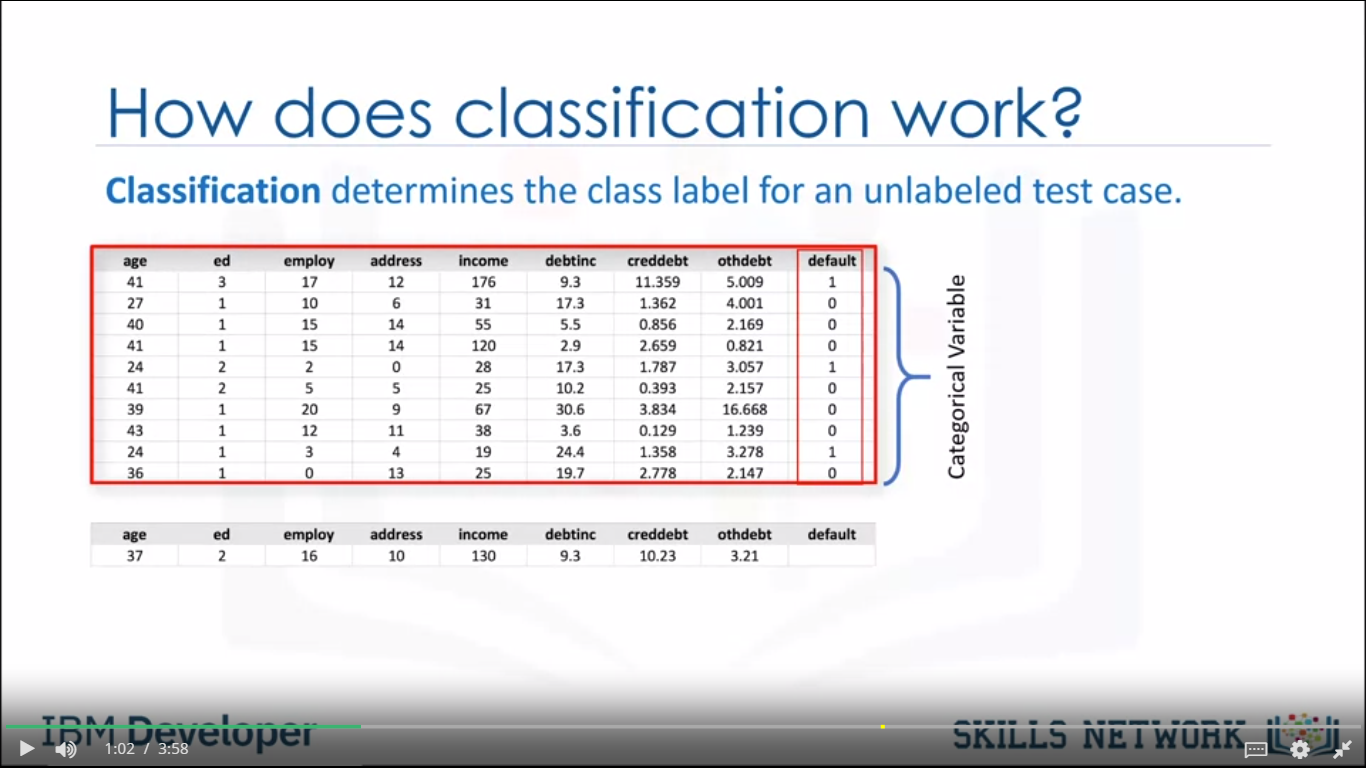 How does classification work?
Classification determines the class label for an unlabeled test case.
age ed employ address income debtinc creddebt othdebt default
41 3 17 12 176 9.3 11.359 5.009 1
27 1 10 6 31 17.3 1.362 4.001 0
40 1 15 14 55 5.5 0.856 2.169 0
41 1 15 14 120 2.9 2.659 0.821 0
24 2 2 0 28 17.3 1.787 3.057 1
41 2 5 5 25 10.2 0.393 2.157 0
39 1 20 9 67 30.6 3.834 16.668 0
43 1 12 11 38 3.6 0.129 1.239 0
24 1 3 4 19 24.4 1.358 3.278 1
36 1 0 13 25 19.7 2.778 2.147 0
Categorical Variable
age ed employ address income debtinc creddebt othdebt default
37 2 16 10 130 9.3 10.23 3.21
IBM Developer
SKILLS NETWORK
1:02 / 3:58